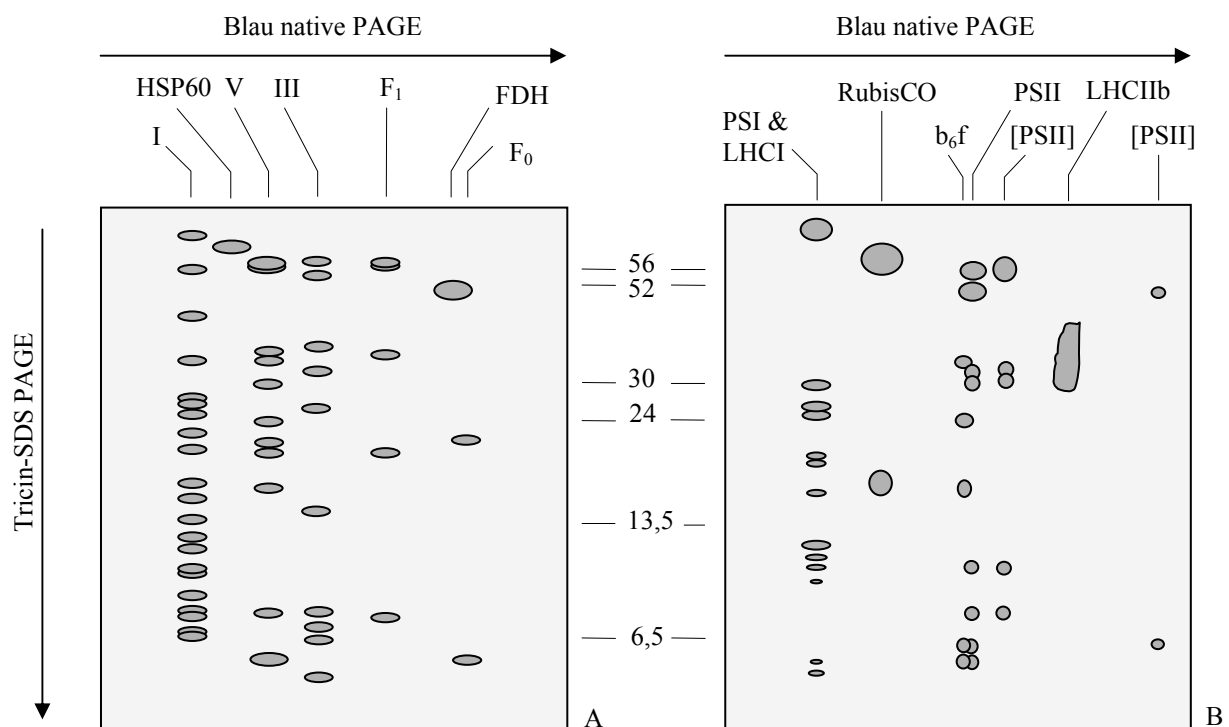 Blau native PAGE
HSP60 V III F₁ FDH
I F₀
Tricin-SDS PAGE
A
56
52
30
24
13,5
6,5
Blau native PAGE
RubisCO PSII LHCIIb
PSI & b₆f [PSII] [PSII]
LHCI
B